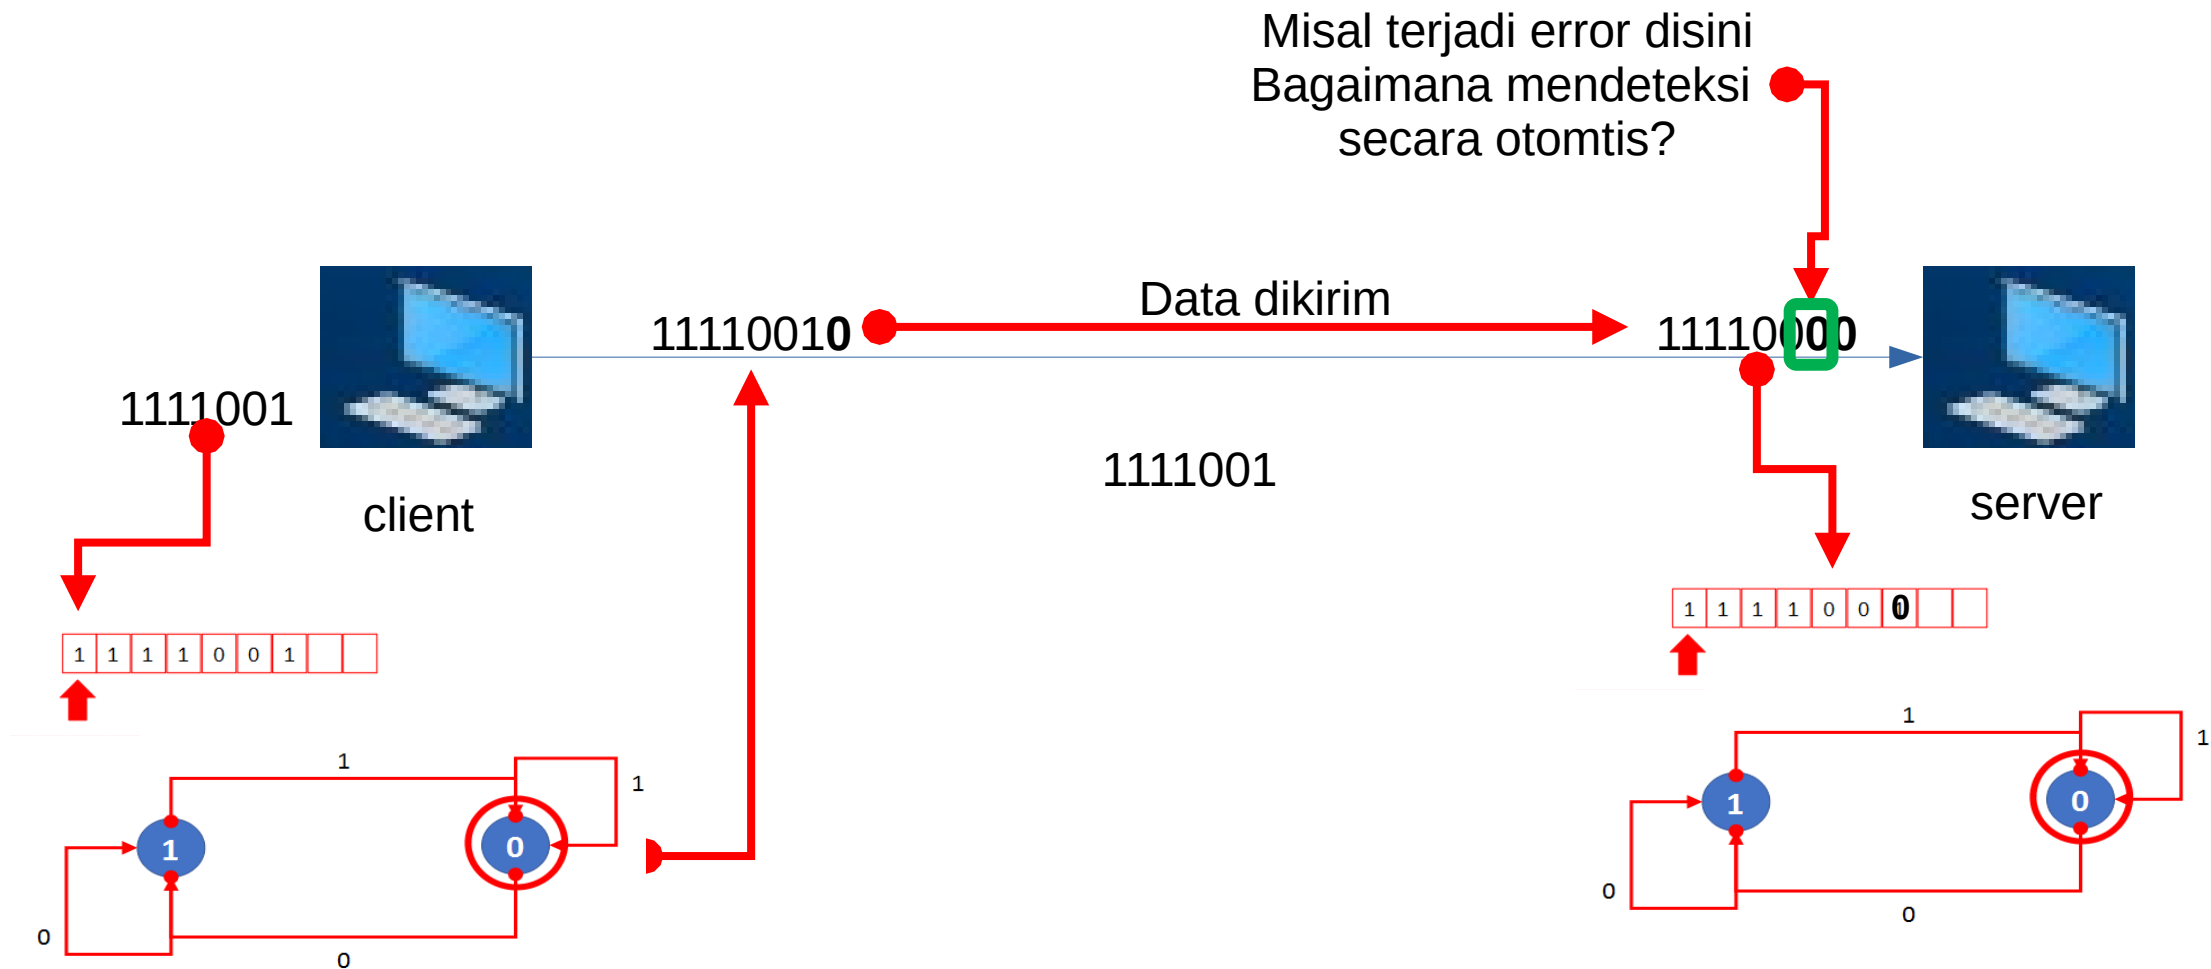 Misal terjadi error disini
Bagaimana mendeteksi
secara otomtis?
Data dikirim
11110010
11110000
1111001
1111001
client
server
1 1 1 1 0 0 0
1 1 1 1 0 0 1
1
1
1
0
0
0
1
1
1
0
0
0